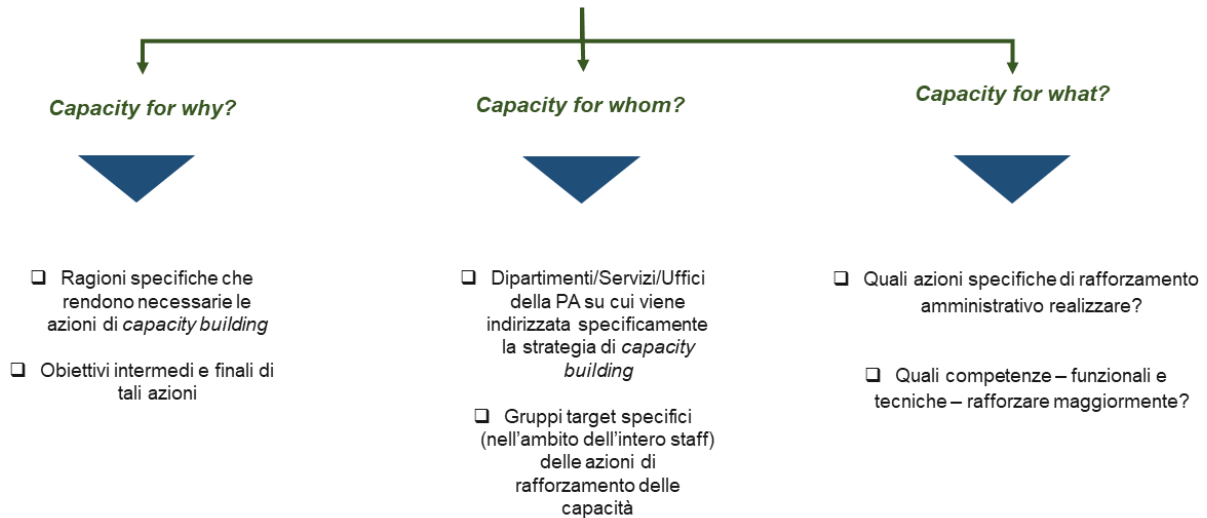 Capacity for why?
Capacity for whom?
Capacity for what?
❑ Ragioni specifiche che
rendono necessarie le
azioni di capacity building
❑ Obiettivi intermedi e finali di
tali azioni
❑ Dipartimenti/Servizi/Uffici
della PA su cui viene
indirizzata specificamente
la strategia di capacity
building
❑ Gruppi target specifici
(nell'ambito dell'intero staff)
delle azioni di
rafforzamento delle
capacità
❑ Quali azioni specifiche di rafforzamento
amministrativo realizzare?
❑ Quali competenze – funzionali e
tecniche – rafforzare maggiormente?